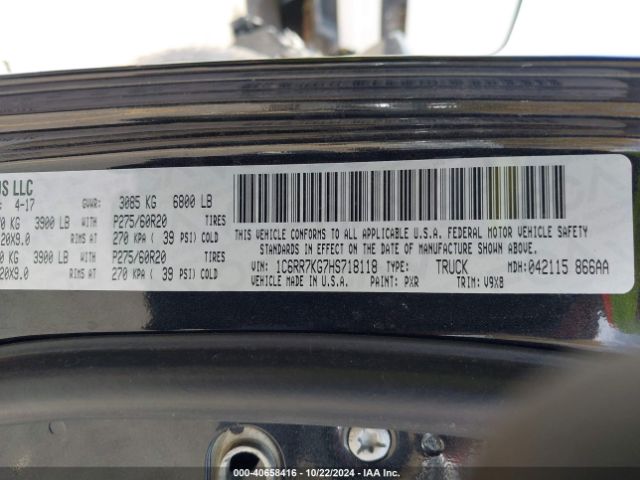 US LLC
4-17 GVWR: 3085 KG 6800 LB
KG 3900 LB WITH P275/60R20 TIRES
20X9.0 RIMS AT 270 KPA ( 39 PSI) COLD
KG 3900 LB WITH P275/60R20 TIRES
20X9.0 RIMS AT 270 KPA ( 39 PSI) COLD
THIS VEHICLE CONFORMS TO ALL APPLICABLE U.S.A. FEDERAL MOTOR VEHICLE SAFETY
STANDARDS IN EFFECT ON THE DATE OF MANUFACTURE SHOWN ABOVE.
VIN: 1C6RR7KG7HS718118 TYPE: TRUCK MDH: 042115 866AA
VEHICLE MADE IN U.S.A. PAINT: PXR TRIM: V9X8
000-40658416 - 10/22/2024 - IAA Inc.